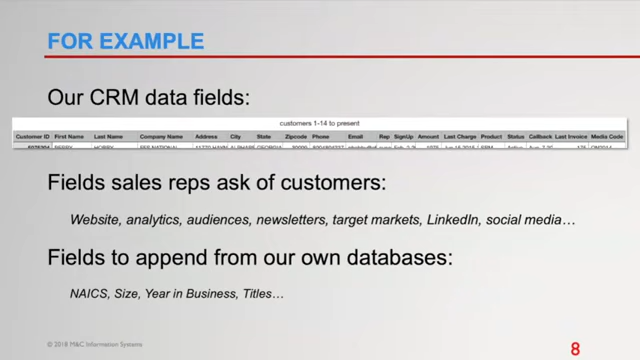 FOR EXAMPLE
Our CRM data fields:
customers 1-14 to present
Customer ID First Name Last Name Company Name Address City State Zipcode Phone Email Rep SignUp Amount Last Charge Product Status Callback Last Invoice Media Code
Fields sales reps ask of customers:
Website, analytics, audiences, newsletters, target markets, LinkedIn, social media…
Fields to append from our own databases:
NAICS, Size, Year in Business, Titles…
© 2018 M&C Information Systems
8